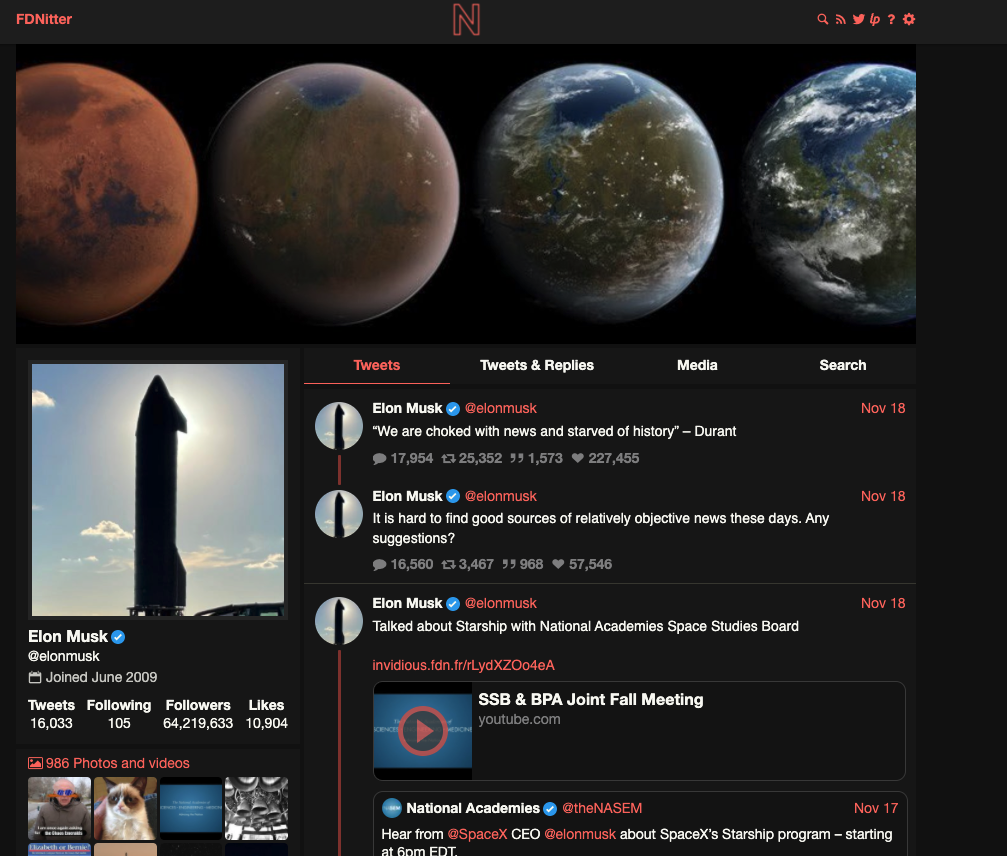 FDNitter
N
lp ?
Tweets Tweets & Replies Media Search
Elon Musk @elonmusk Nov 18
“We are choked with news and starved of history” – Durant
17,954 25,352 1,573 227,455
Elon Musk @elonmusk Nov 18
It is hard to find good sources of relatively objective news these days. Any
suggestions?
16,560 3,467 968 57,546
Elon Musk @elonmusk Nov 18
Talked about Starship with National Academies Space Studies Board
invidious.fdn.fr/rLydXZOo4eA
SSB & BPA Joint Fall Meeting
youtube.com
National Academies @theNASEM Nov 17
Hear from @SpaceX CEO @elonmusk about SpaceX’s Starship program – starting
at 6pm EDT.
Elon Musk
@elonmusk
Joined June 2009
Tweets Following Followers Likes
16,033 105 64,219,633 10,904
986 Photos and videos
Elizabeth or Bernie?